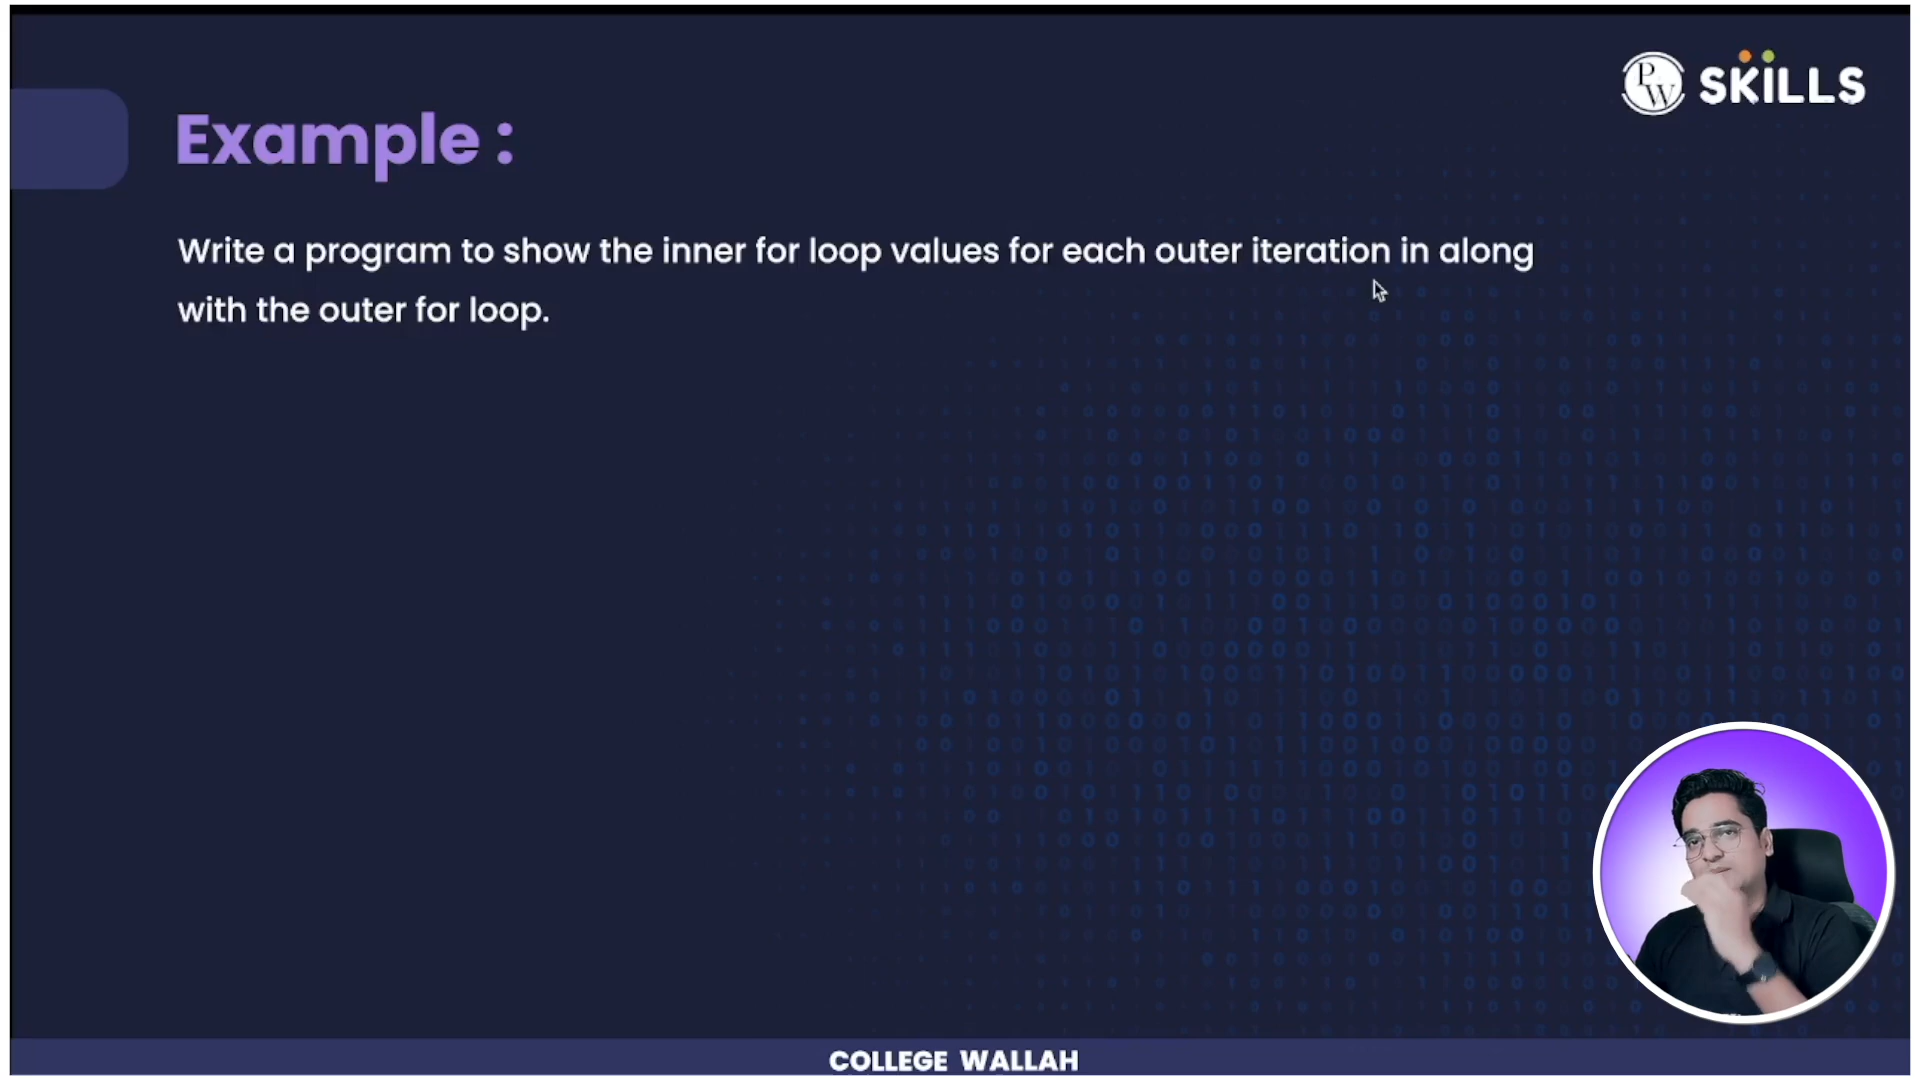 PW SKILLS
Example :
Write a program to show the inner for loop values for each outer iteration in along
with the outer for loop.
COLLEGE WALLAH